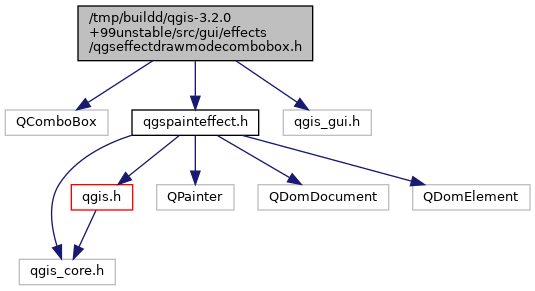 /tmp/buildd/qgis-3.2.0
+99unstable/src/gui/effects
/qgseffectdrawmodecombobox.h
QComboBox
qgspainteffect.h
qgis_gui.h
qgis.h
QPainter
QDomDocument
QDomElement
qgis_core.h